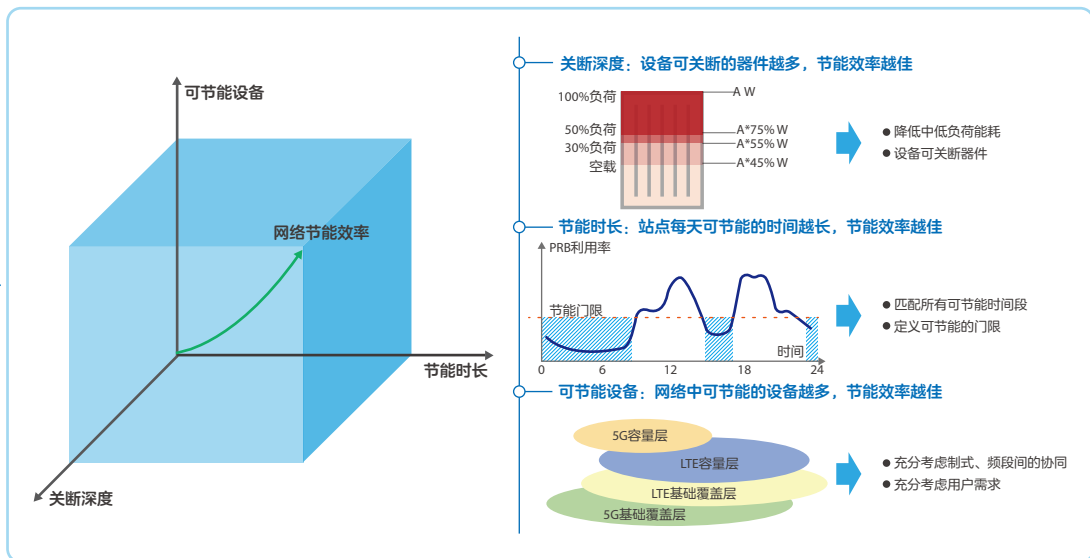 可节能设备
网络节能效率
节能时长
关断深度
关断深度：设备可关断的器件越多，节能效率越佳
100%负荷
A W
50%负荷
A*75% W
30%负荷
A*55% W
空载
A*45% W
● 降低中低负荷能耗
● 设备可关断器件
节能时长：站点每天可节能的时间越长，节能效率越佳
PRB利用率
节能门限
时间
0 6 12 18 24
● 匹配所有可节能时间段
● 定义可节能的门限
可节能设备：网络中可节能的设备越多，节能效率越佳
5G容量层
LTE容量层
LTE基础覆盖层
5G基础覆盖层
● 充分考虑制式、频段间的协同
● 充分考虑用户需求